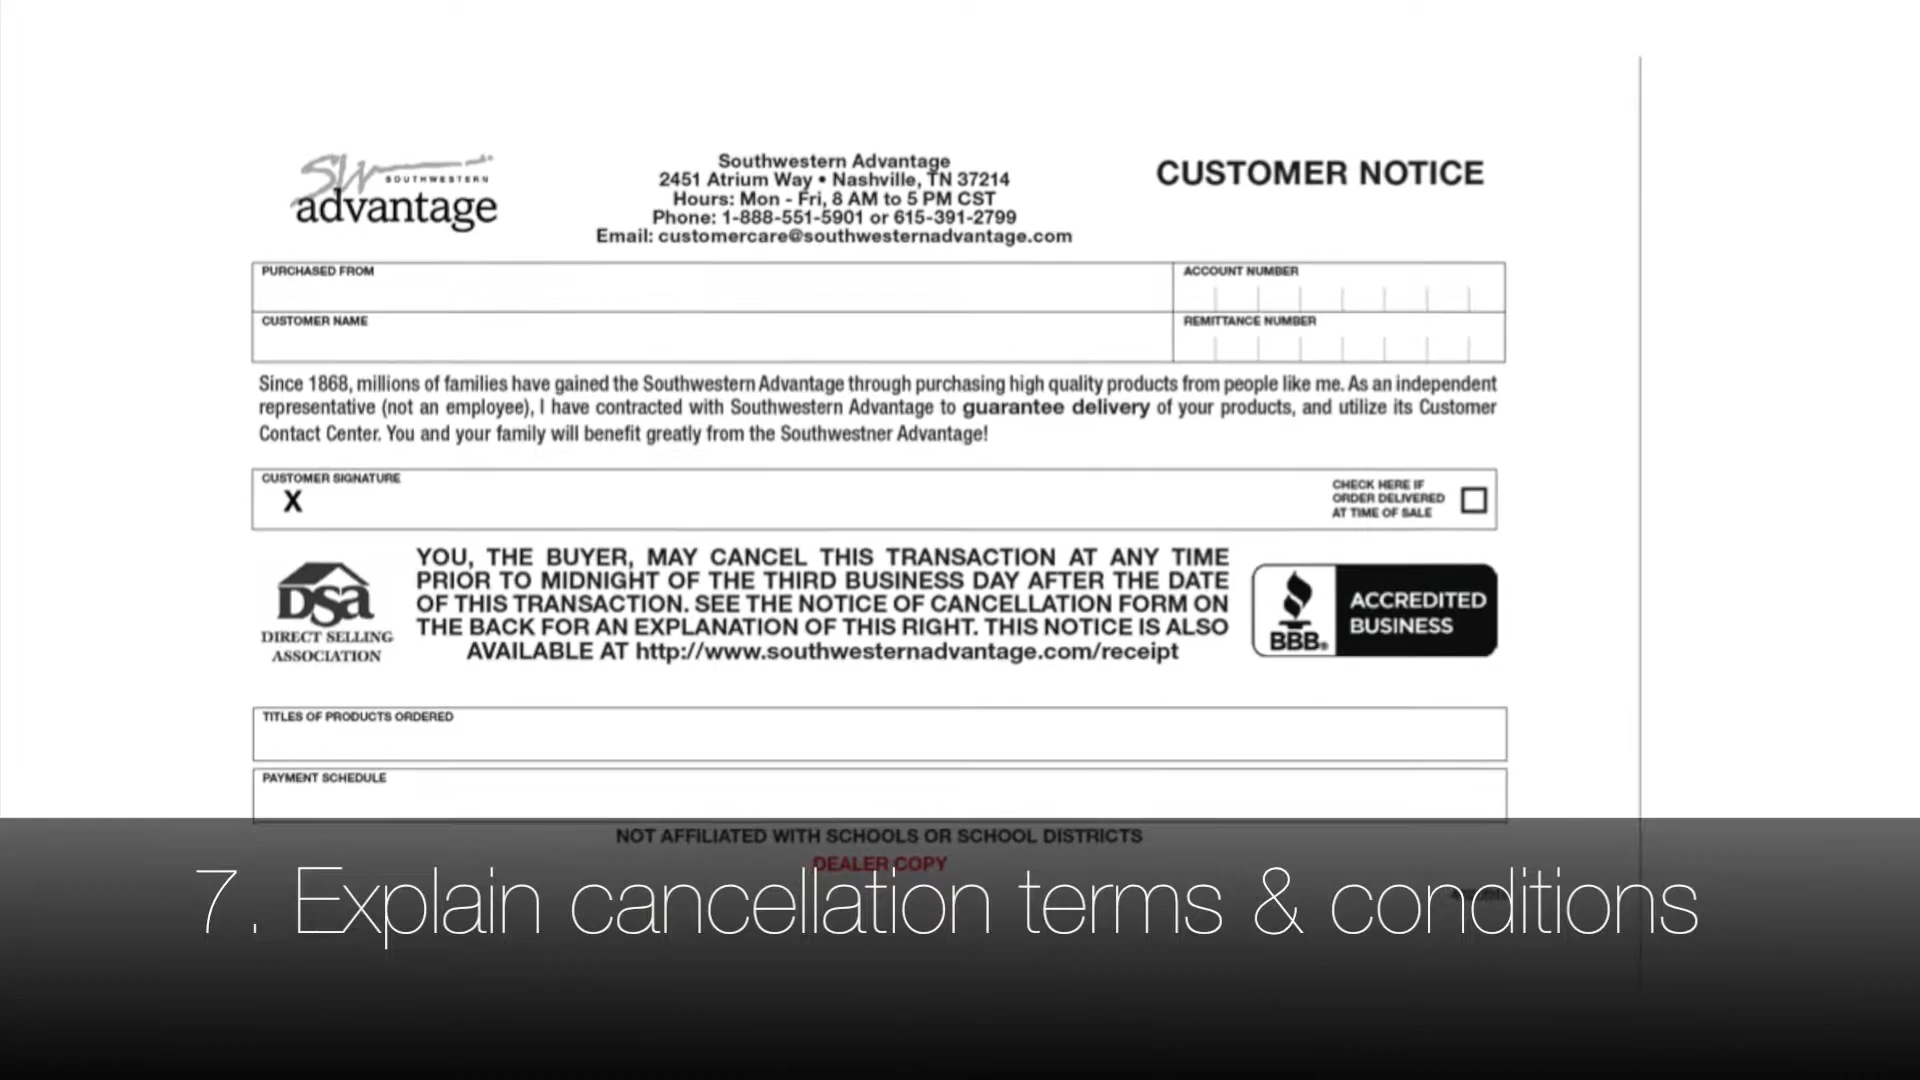 SW SOUTHWESTERN
advantage
Southwestern Advantage
2451 Atrium Way • Nashville, TN 37214
Hours: Mon - Fri, 8 AM to 5 PM CST
Phone: 1-888-551-5901 or 615-391-2799
Email: customercare@southwesternadvantage.com
CUSTOMER NOTICE
PURCHASED FROM
ACCOUNT NUMBER
CUSTOMER NAME
REMITTANCE NUMBER
Since 1868, millions of families have gained the Southwestern Advantage through purchasing high quality products from people like me. As an independent
representative (not an employee), I have contracted with Southwestern Advantage to guarantee delivery of your products, and utilize its Customer
Contact Center. You and your family will benefit greatly from the Southwestner Advantage!
CUSTOMER SIGNATURE
X
CHECK HERE IF
ORDER DELIVERED
AT TIME OF SALE
DSa
DIRECT SELLING
ASSOCIATION
YOU, THE BUYER, MAY CANCEL THIS TRANSACTION AT ANY TIME
PRIOR TO MIDNIGHT OF THE THIRD BUSINESS DAY AFTER THE DATE
OF THIS TRANSACTION. SEE THE NOTICE OF CANCELLATION FORM ON
THE BACK FOR AN EXPLANATION OF THIS RIGHT. THIS NOTICE IS ALSO
AVAILABLE AT http://www.southwesternadvantage.com/receipt
BBB®
ACCREDITED
BUSINESS
TITLES OF PRODUCTS ORDERED
PAYMENT SCHEDULE
NOT AFFILIATED WITH SCHOOLS OR SCHOOL DISTRICTS
DEALER COPY
7. Explain cancellation terms & conditions